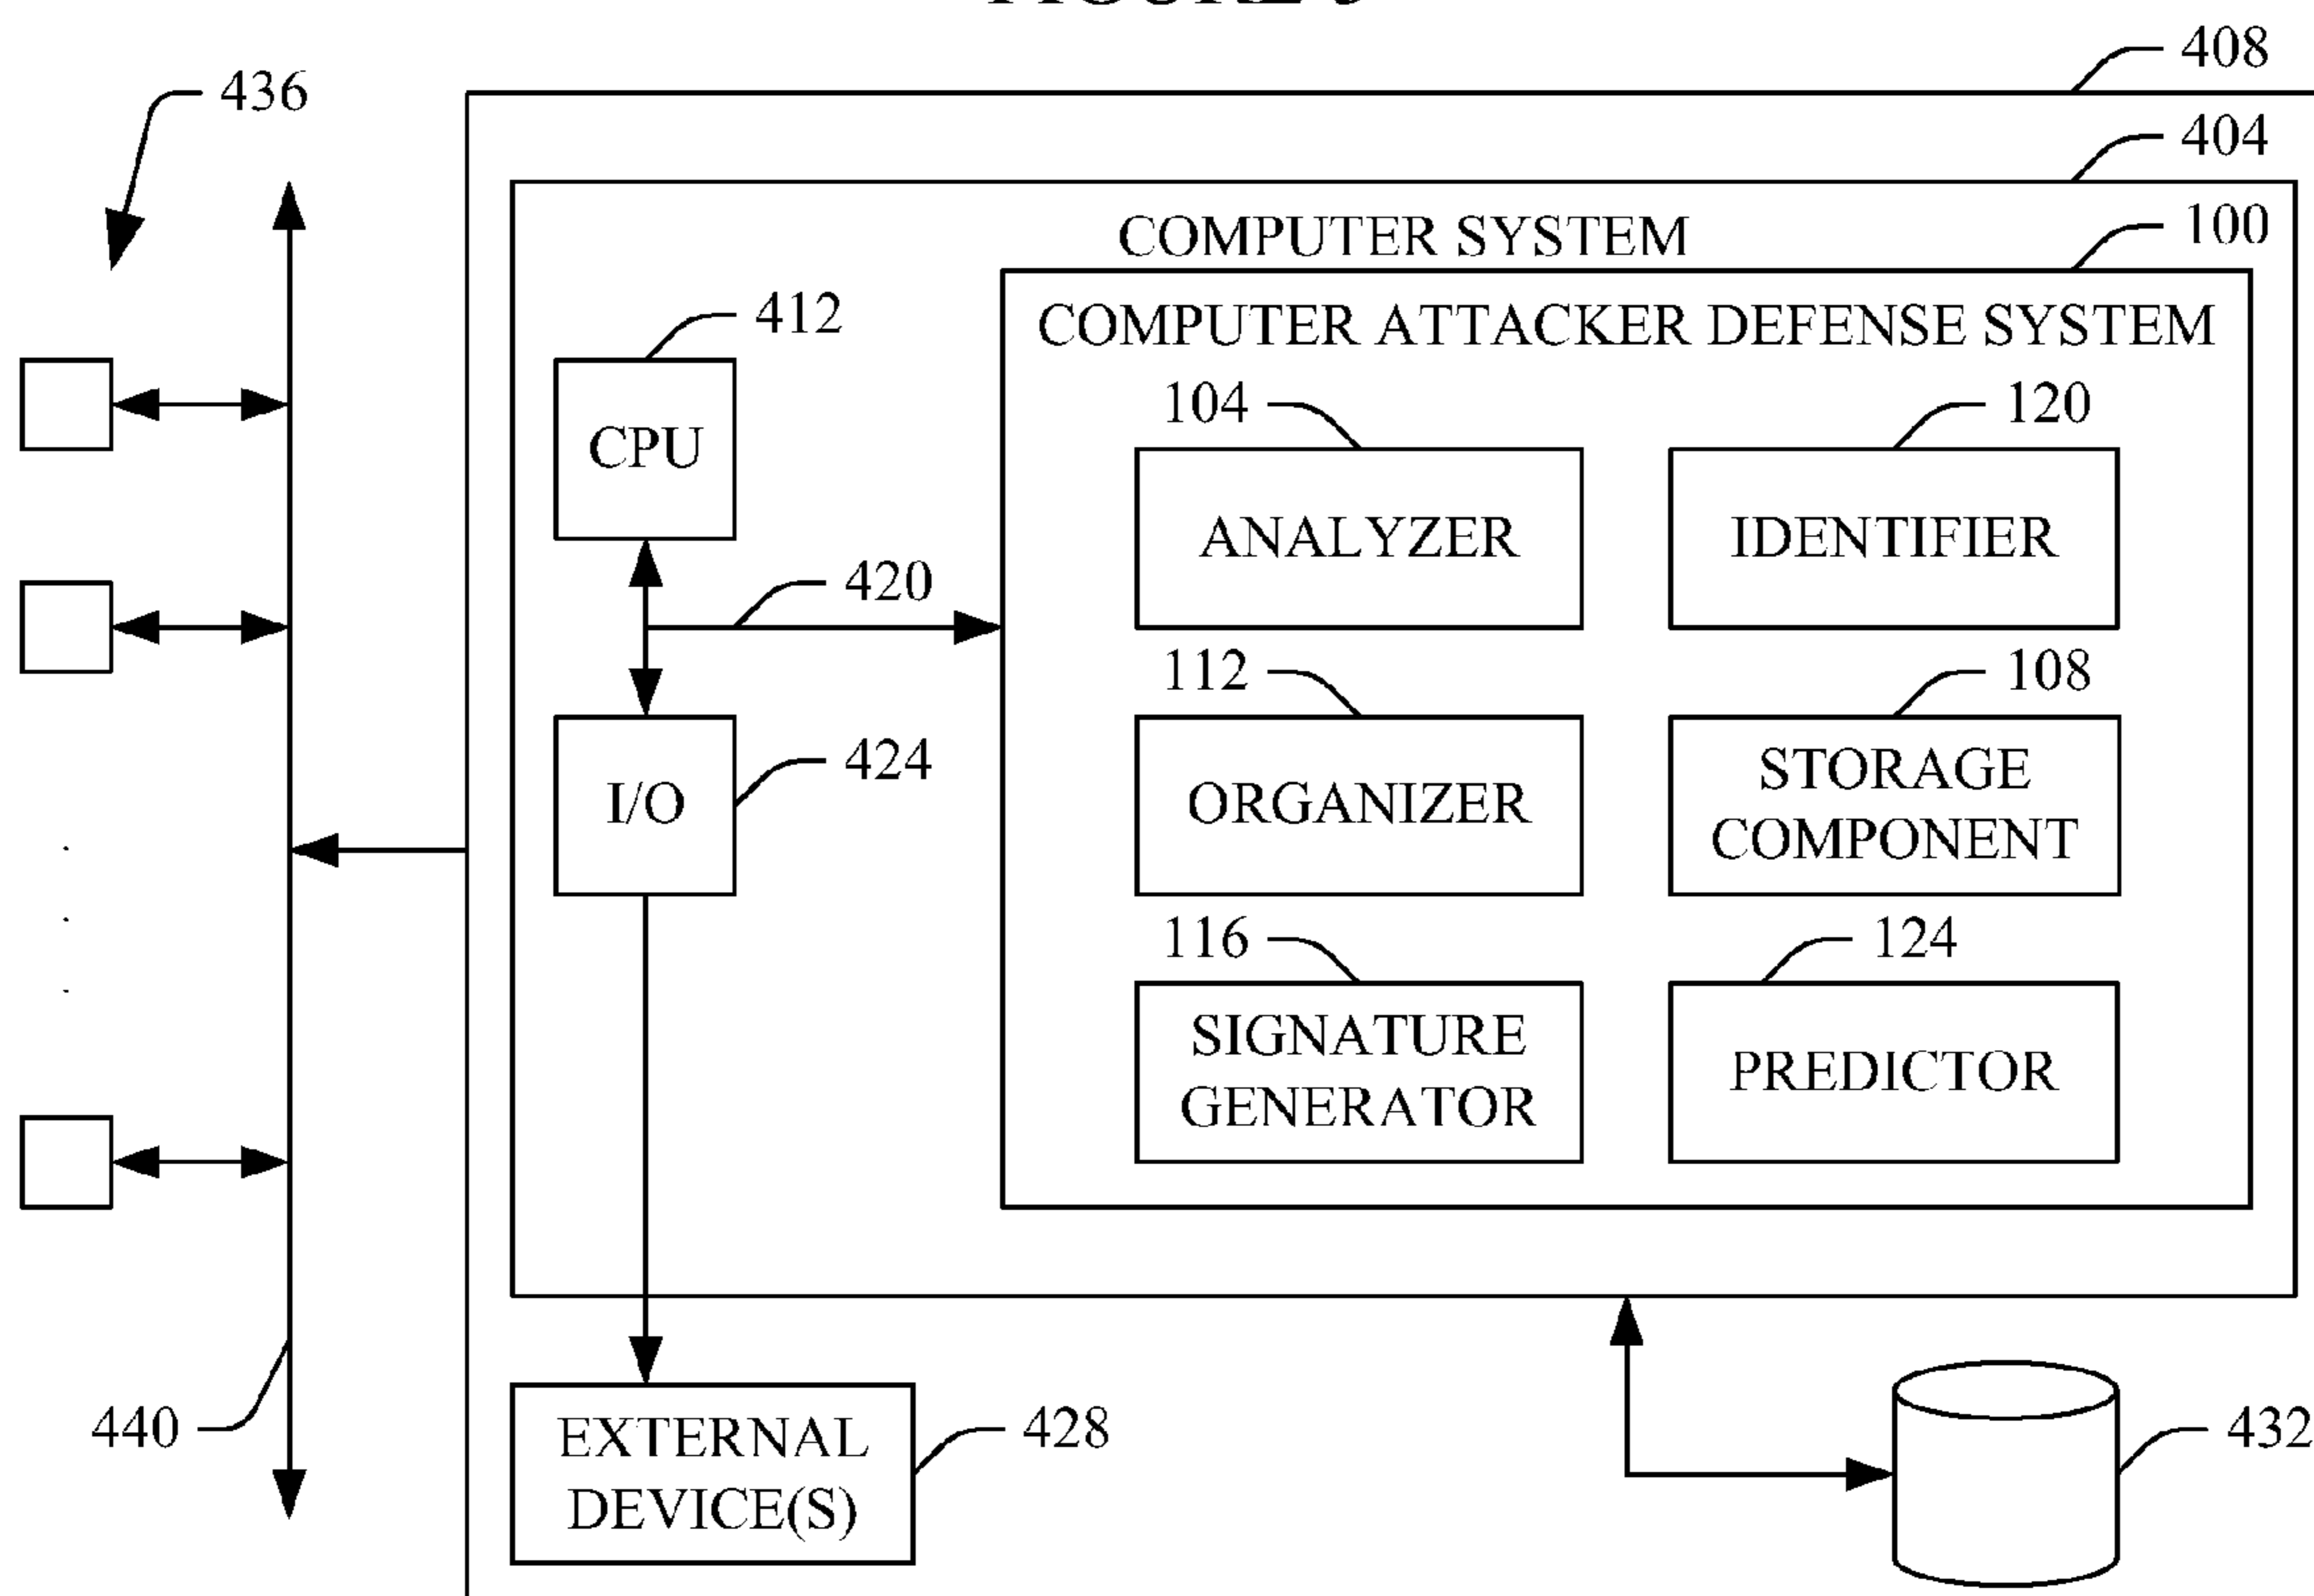 408
436
404
COMPUTER SYSTEM
100
412
COMPUTER ATTACKER DEFENSE SYSTEM
104
120
CPU
ANALYZER
IDENTIFIER
420
112
108
424
I/O
ORGANIZER
STORAGE
COMPONENT
116
124
SIGNATURE
GENERATOR
PREDICTOR
440
EXTERNAL
DEVICE(S)
428
432